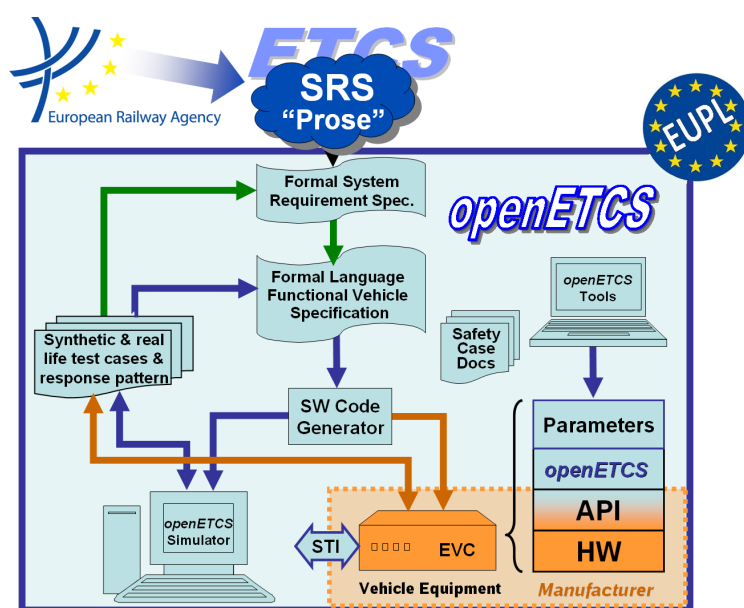 ETCS
SRS
“Prose”
European Railway Agency
EUPL
Formal System
Requirement Spec.
openETCS
Formal Language
Functional Vehicle
Specification
openETCS
Tools
Synthetic & real
life test cases &
response pattern
Safety
Case
Docs
SW Code
Generator
Parameters
openETCS
API
HW
openETCS
Simulator
STI
EVC
Vehicle Equipment
Manufacturer